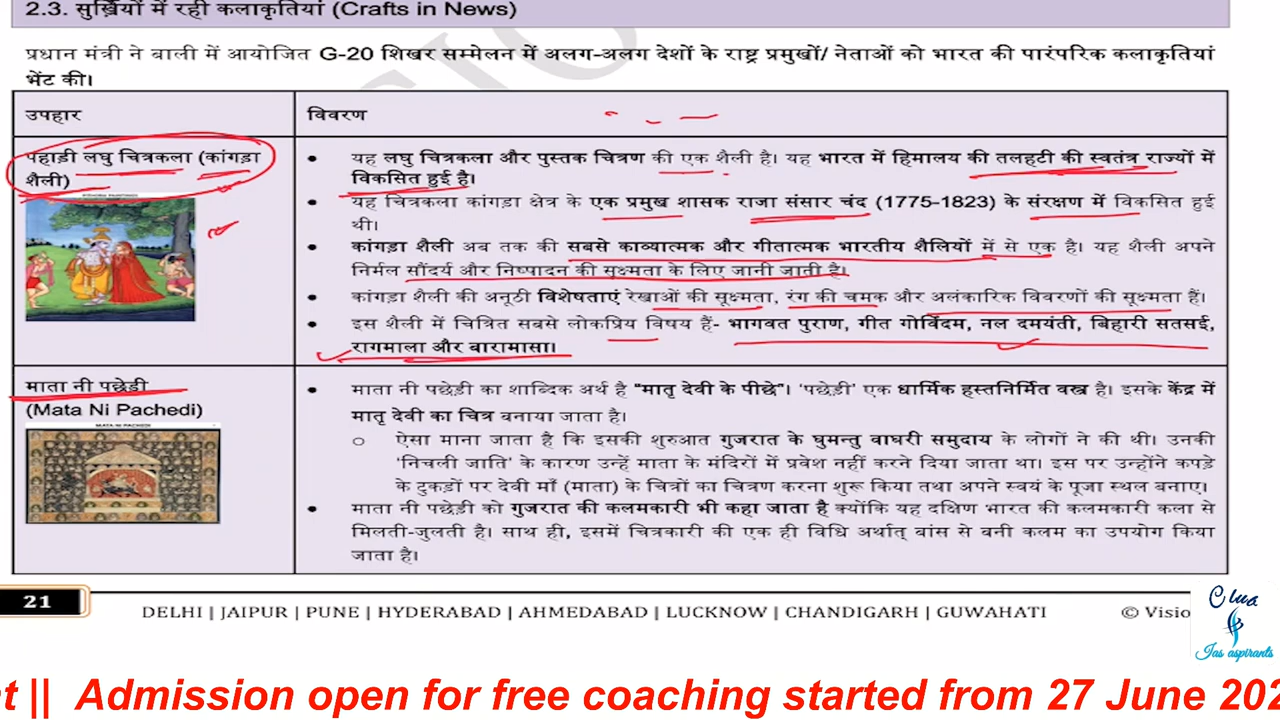 2.3. सुर्ख़ियों में रही कलाकृतियां (Crafts in News)
प्रधान मंत्री ने बाली में आयोजित G-20 शिखर सम्मेलन में अलग-अलग देशों के राष्ट्र प्रमुखों/ नेताओं को भारत की पारंपरिक कलाकृतियां
भेंट की।
उपहार
विवरण
पहाड़ी लघु चित्रकला (कांगड़ा
शैली)
• यह लघु चित्रकला और पुस्तक चित्रण की एक शैली है। यह भारत में हिमालय की तलहटी की स्वतंत्र राज्यों में
विकसित हुई है।
• यह चित्रकला कांगड़ा क्षेत्र के एक प्रमुख शासक राजा संसार चंद (1775-1823) के संरक्षण में विकसित हुई
थी।
• कांगड़ा शैली अब तक की सबसे काव्यात्मक और गीतात्मक भारतीय शैलियों में से एक है। यह शैली अपने
निर्मल सौंदर्य और निष्पादन की सूक्ष्मता के लिए जानी जाती है।
• कांगड़ा शैली की अनूठी विशेषताएं रेखाओं की सूक्ष्मता, रंग की चमक और अलंकारिक विवरणों की सूक्ष्मता हैं।
• इस शैली में चित्रित सबसे लोकप्रिय विषय हैं- भागवत पुराण, गीत गोविंदम, नल दमयंती, बिहारी सतसई,
रागमाला और बारामासा।
माता नी पछेड़ी
(Mata Ni Pachedi)
MATA NI PACHEDI
• माता नी पछेड़ी का शाब्दिक अर्थ है "मातृ देवी के पीछे"। 'पछेड़ी' एक धार्मिक हस्तनिर्मित वस्त्र है। इसके केंद्र में
मातृ देवी का चित्र बनाया जाता है।
○ ऐसा माना जाता है कि इसकी शुरुआत गुजरात के घुमन्तु वाघरी समुदाय के लोगों ने की थी। उनकी
'निचली जाति' के कारण उन्हें माता के मंदिरों में प्रवेश नहीं करने दिया जाता था। इस पर उन्होंने कपड़े
के टुकड़ों पर देवी माँ (माता) के चित्रों का चित्रण करना शुरू किया तथा अपने स्वयं के पूजा स्थल बनाए।
• माता नी पछेड़ी को गुजरात की कलमकारी भी कहा जाता है क्योंकि यह दक्षिण भारत की कलमकारी कला से
मिलती-जुलती है। साथ ही, इसमें चित्रकारी की एक ही विधि अर्थात् बांस से बनी कलम का उपयोग किया
जाता है।
21
DELHI | JAIPUR | PUNE | HYDERABAD | AHMEDABAD | LUCKNOW | CHANDIGARH | GUWAHATI
© Visio
Clua
Ias aspirants
t || Admission open for free coaching started from 27 June 202